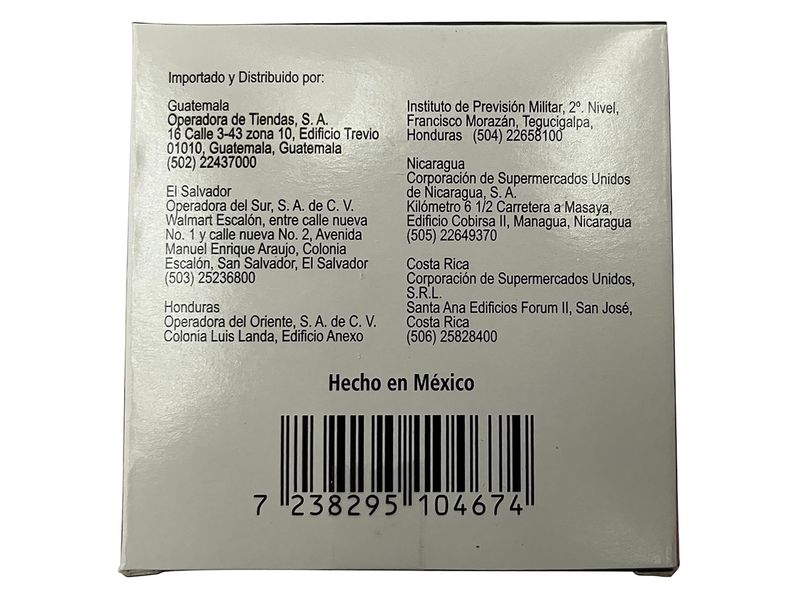 Importado y Distribuido por:
Guatemala
Operadora de Tiendas, S. A.
16 Calle 3-43 zona 10, Edificio Trevio
01010, Guatemala, Guatemala
(502) 22437000
El Salvador
Operadora del Sur, S. A. de C. V.
Walmart Escalón, entre calle nueva
No. 1 y calle nueva No. 2, Avenida
Manuel Enrique Araujo, Colonia
Escalón, San Salvador, El Salvador
(503) 25236800
Honduras
Operadora del Oriente, S. A. de C. V.
Colonia Luis Landa, Edificio Anexo
Instituto de Previsión Militar, 2º. Nivel,
Francisco Morazán, Tegucigalpa,
Honduras (504) 22658100
Nicaragua
Corporación de Supermercados Unidos
de Nicaragua, S. A.
Kilómetro 6 1/2 Carretera a Masaya,
Edificio Cobirsa II, Managua, Nicaragua
(505) 22649370
Costa Rica
Corporación de Supermercados Unidos,
S.R.L.
Santa Ana Edificios Forum II, San José,
Costa Rica
(506) 25828400
Hecho en México
7 238295 104674